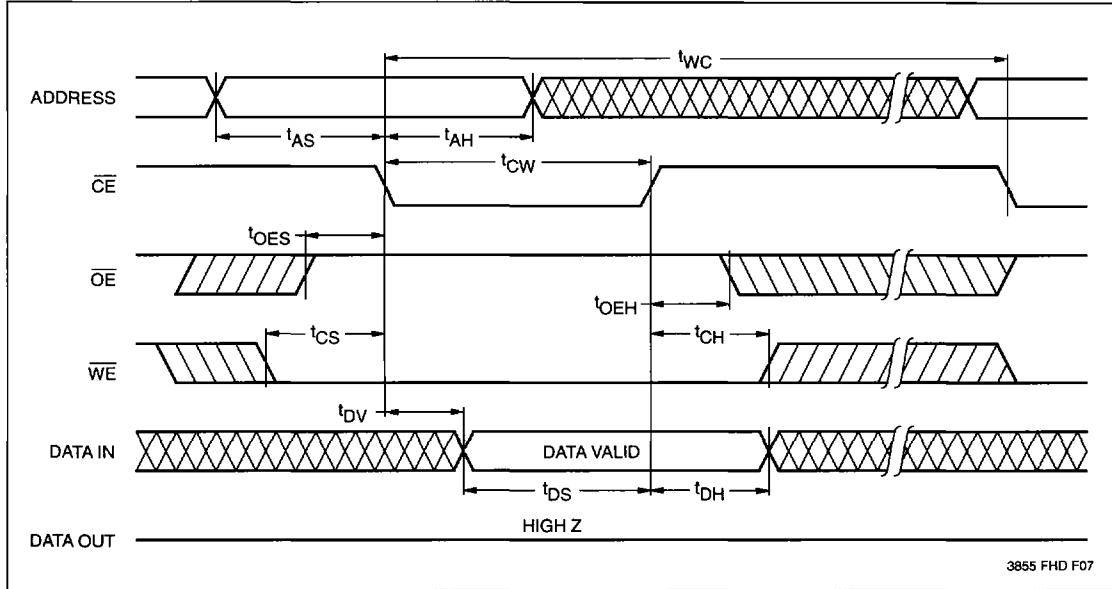 tWC
ADDRESS
tAS
tAH
tCW
CE
tOES
OE
tOEH
tCS
tCH
WE
tDV
DATA IN
DATA VALID
tDS
tDH
HIGH Z
DATA OUT
3855 FHD F07